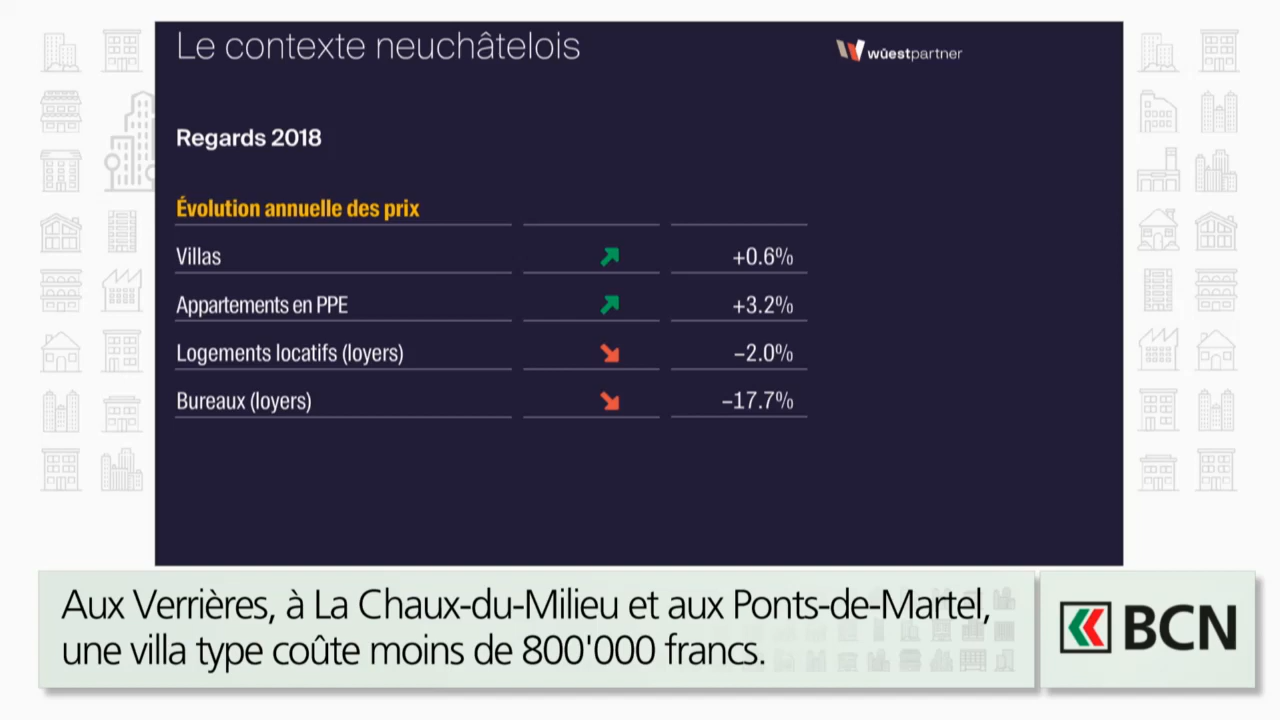 Le contexte neuchâtelois
wüestpartner
Regards 2018
Évolution annuelle des prix
Villas +0.6%
Appartements en PPE +3.2%
Logements locatifs (loyers) –2.0%
Bureaux (loyers) –17.7%
Aux Verrières, à La Chaux-du-Milieu et aux Ponts-de-Martel,
une villa type coûte moins de 800'000 francs.
BCN